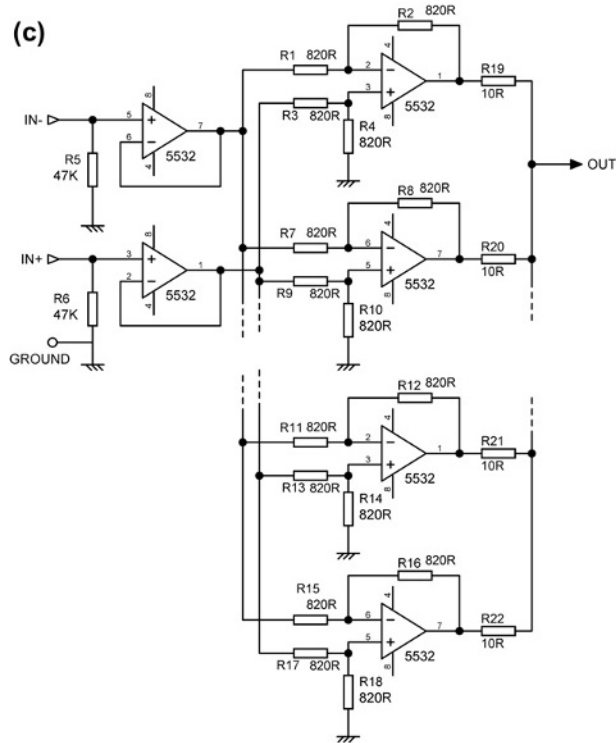 (c)
R2 820R
4
R1
820R
2
1
R19
10R
3
5532
R3
820R
R4
820R
8
IN-
8
5
7
6
5532
4
R5
47K
OUT
R8 820R
4
R7
820R
6
7
R20
10R
5
5532
R9
820R
R10
820R
8
IN+
8
3
1
2
5532
4
R6
47K
GROUND
R12 820R
4
R11 820R
2
1
R21
10R
3
5532
R13 820R
R14
820R
8
R16 820R
4
R15
820R
6
7
R22
10R
5
5532
R17 820R
R18
820R
8